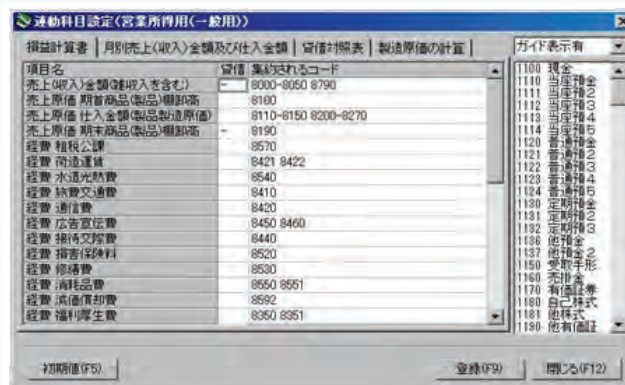 連動科目設定(営業所得用(一般用))
損益計算書 月別売上(収入)金額及び仕入金額 貸借対照表 製造原価の計算 ガイド表示有
項目名 貸借 集約されるコード
売上(収入)金額(雑収入を含む) - 8000-8050 8790
売上原価 期首商品(製品)棚卸高 8100
売上原価 仕入金額(製品製造原価) 8110-8150 8200-8270
売上原価 期末商品(製品)棚卸高 - 8190
経費 租税公課 8570
経費 荷造運賃 8421 8422
経費 水道光熱費 8540
経費 旅費交通費 8410
経費 通信費 8420
経費 広告宣伝費 8450 8460
経費 接待交際費 8440
経費 損害保険料 8520
経費 修繕費 8530
経費 消耗品費 8550 8551
経費 減価償却費 8592
経費 福利厚生費 8350 8351
1100 現金
1110 当座預金
1111 当座預2
1112 当座預3
1113 当座預4
1114 当座預5
1120 普通預金
1121 普通預2
1122 普通預3
1123 普通預4
1124 普通預5
1130 定期預金
1131 定期預2
1132 定期預3
1136 他預金
1137 他預金2
1150 受取手形
1160 売掛金
1170 有価証券
1180 自己株式
1181 他株式
1190 他有価証
初期値(F5) 登録(F9) 閉じる(F12)